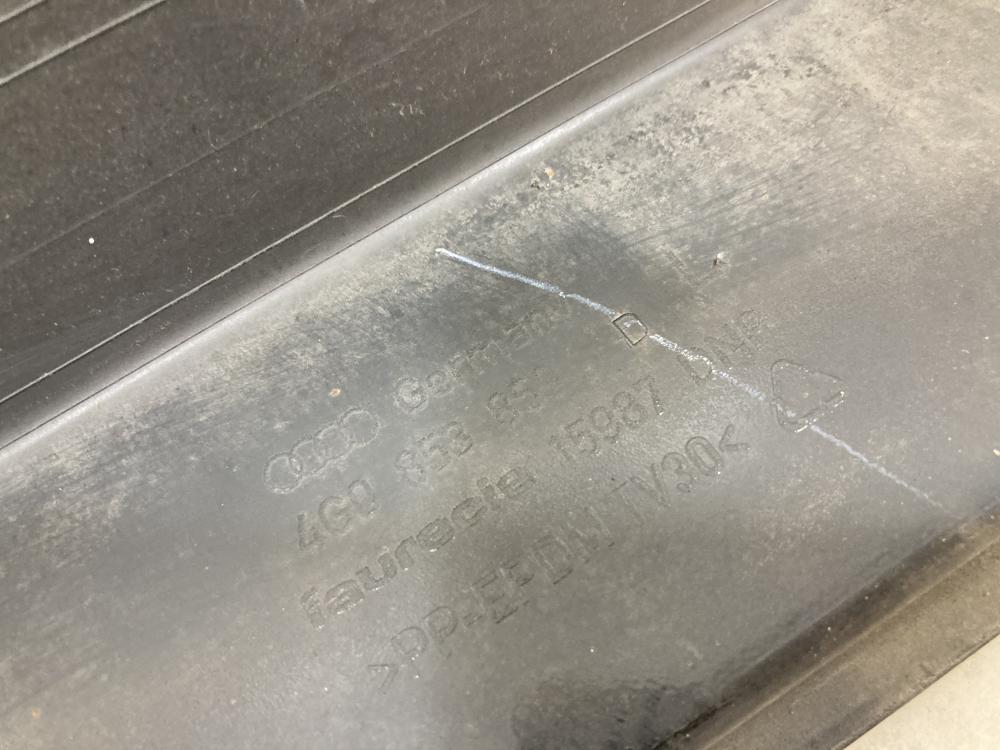 Germany D
4G0 853 85
faurecia 15987
>PP/EPDM TV30<